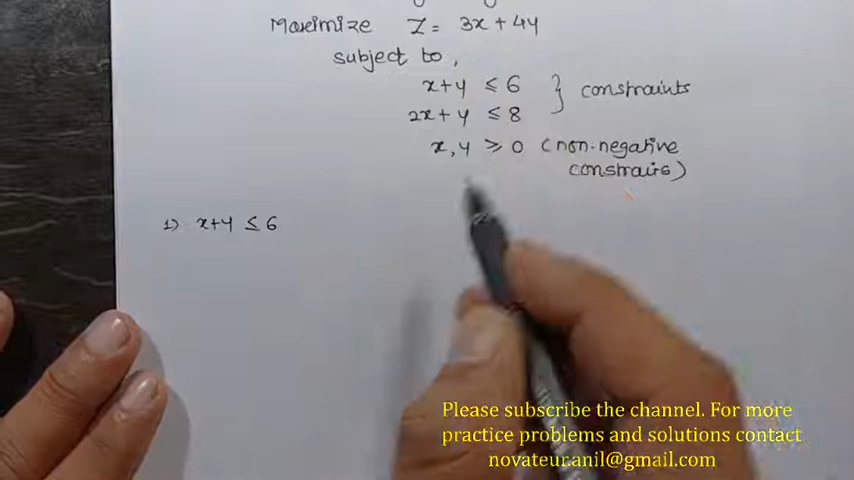 Maximize Z = 3x + 4y
subject to,
x+y ≤ 6 } constraints
2x + y ≤ 8
x, y ≥ 0 (non-negative
constrairs)
1) x+y ≤ 6
Please subscribe the channel. For more
practice problems and solutions contact
novateur.anil@gmail.com